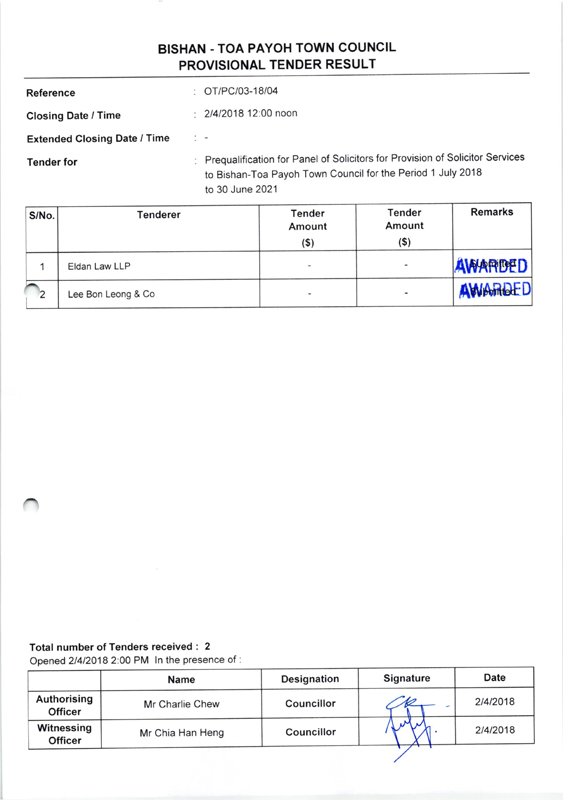 BISHAN - TOA PAYOH TOWN COUNCIL
PROVISIONAL TENDER RESULT
Reference : OT/PC/03-18/04
Closing Date / Time : 2/4/2018 12:00 noon
Extended Closing Date / Time : -
Tender for : Prequalification for Panel of Solicitors for Provision of Solicitor Services
to Bishan-Toa Payoh Town Council for the Period 1 July 2018
to 30 June 2021
S/No. Tenderer Tender Amount ($) Tender Amount ($) Remarks
1 Eldan Law LLP - - Submitted AWARDED
2 Lee Bon Leong & Co - - Submitted AWARDED
Total number of Tenders received : 2
Opened 2/4/2018 2:00 PM In the presence of :
Name Designation Signature Date
Authorising Officer Mr Charlie Chew Councillor 2/4/2018
Witnessing Officer Mr Chia Han Heng Councillor 2/4/2018